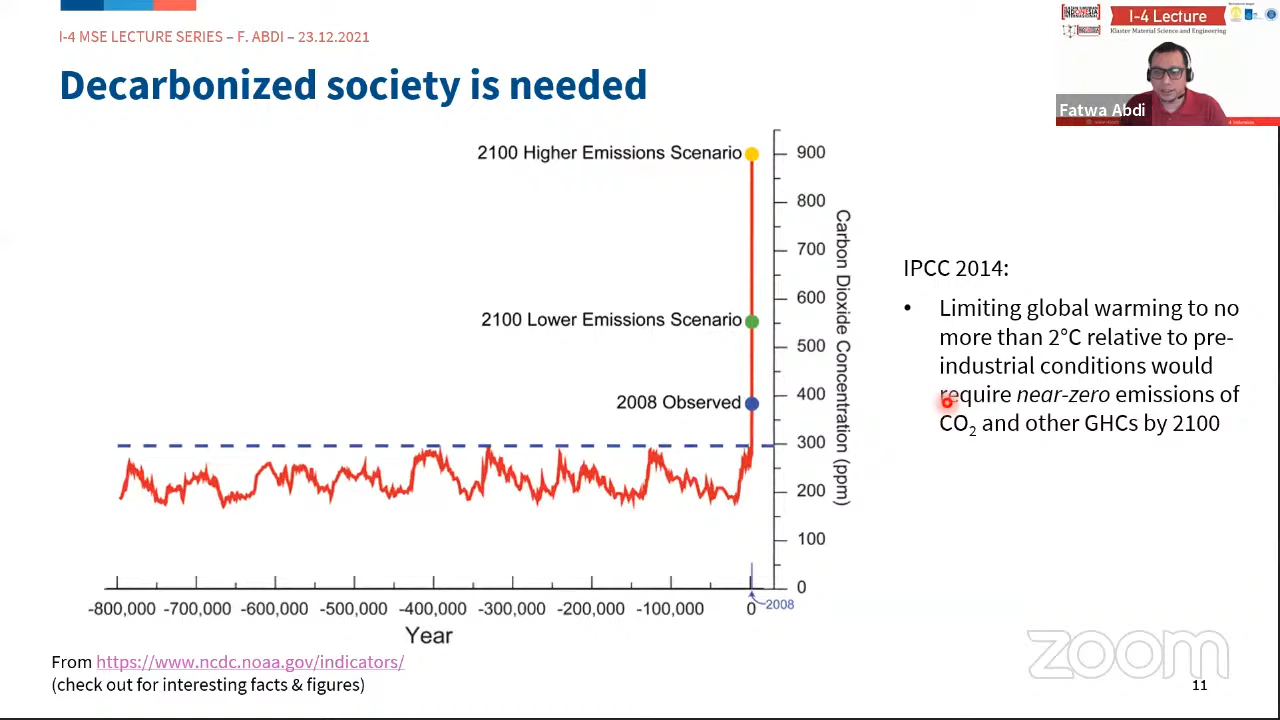 I-4 MSE LECTURE SERIES – F. ABDI – 23.12.2021
I-4 Lecture
Klaster Material Science and Engineering
Fatwa Abdi
Decarbonized society is needed
2100 Higher Emissions Scenario
2100 Lower Emissions Scenario
2008 Observed
900
800
700
600
500
400
300
200
100
0
Carbon Dioxide Concentration (ppm)
-800,000 -700,000 -600,000 -500,000 -400,000 -300,000 -200,000 -100,000 0 2008
Year
IPCC 2014:
• Limiting global warming to no
more than 2°C relative to pre-
industrial conditions would
require near-zero emissions of
CO₂ and other GHCs by 2100
From https://www.ncdc.noaa.gov/indicators/
(check out for interesting facts & figures)
zoom
11